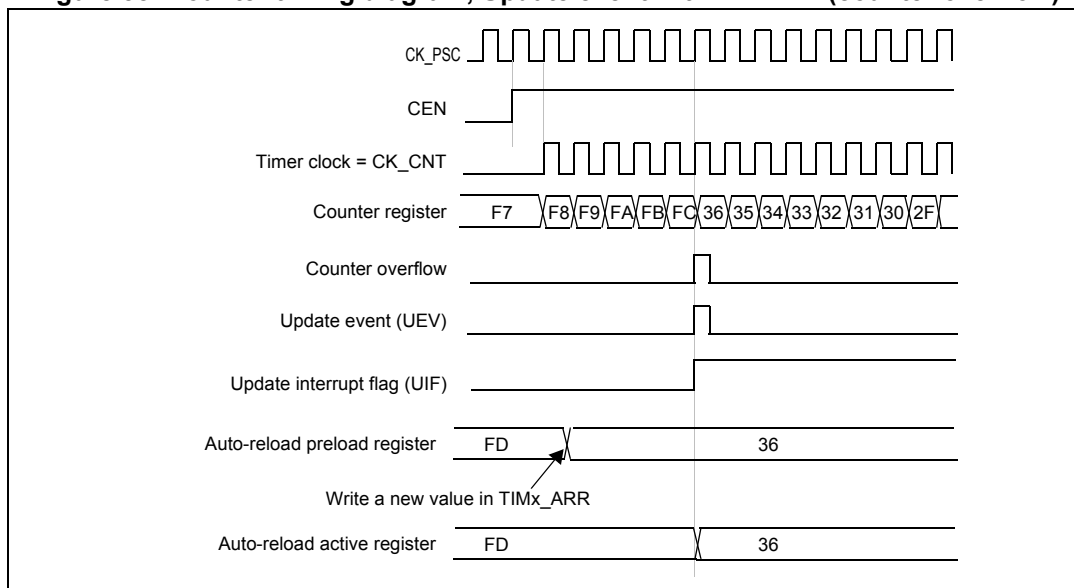 CK_PSC
CEN
Timer clock = CK_CNT
Counter register F7 F8 F9 FA FB FC 36 35 34 33 32 31 30 2F
Counter overflow
Update event (UEV)
Update interrupt flag (UIF)
Auto-reload preload register FD 36
Write a new value in TIMx_ARR
Auto-reload active register FD 36